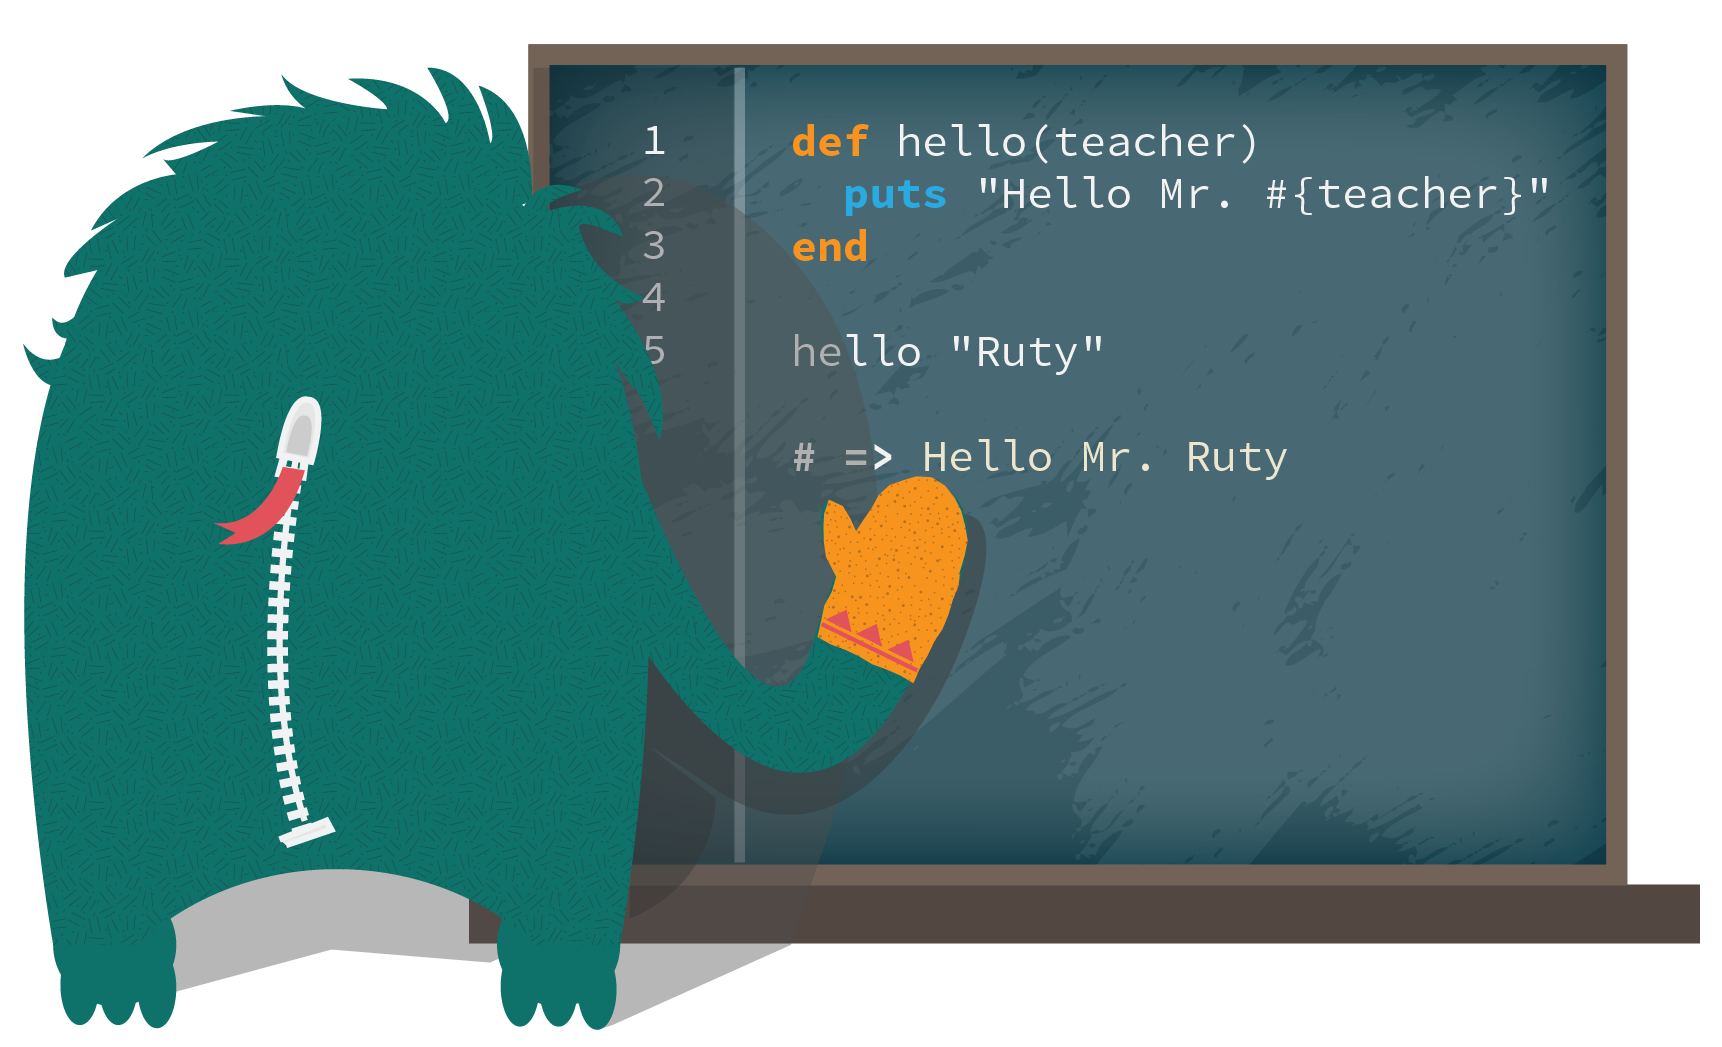 1 def hello(teacher)
2   puts "Hello Mr. #{teacher}"
3 end
4
5 hello "Ruty"
# => Hello Mr. Ruty